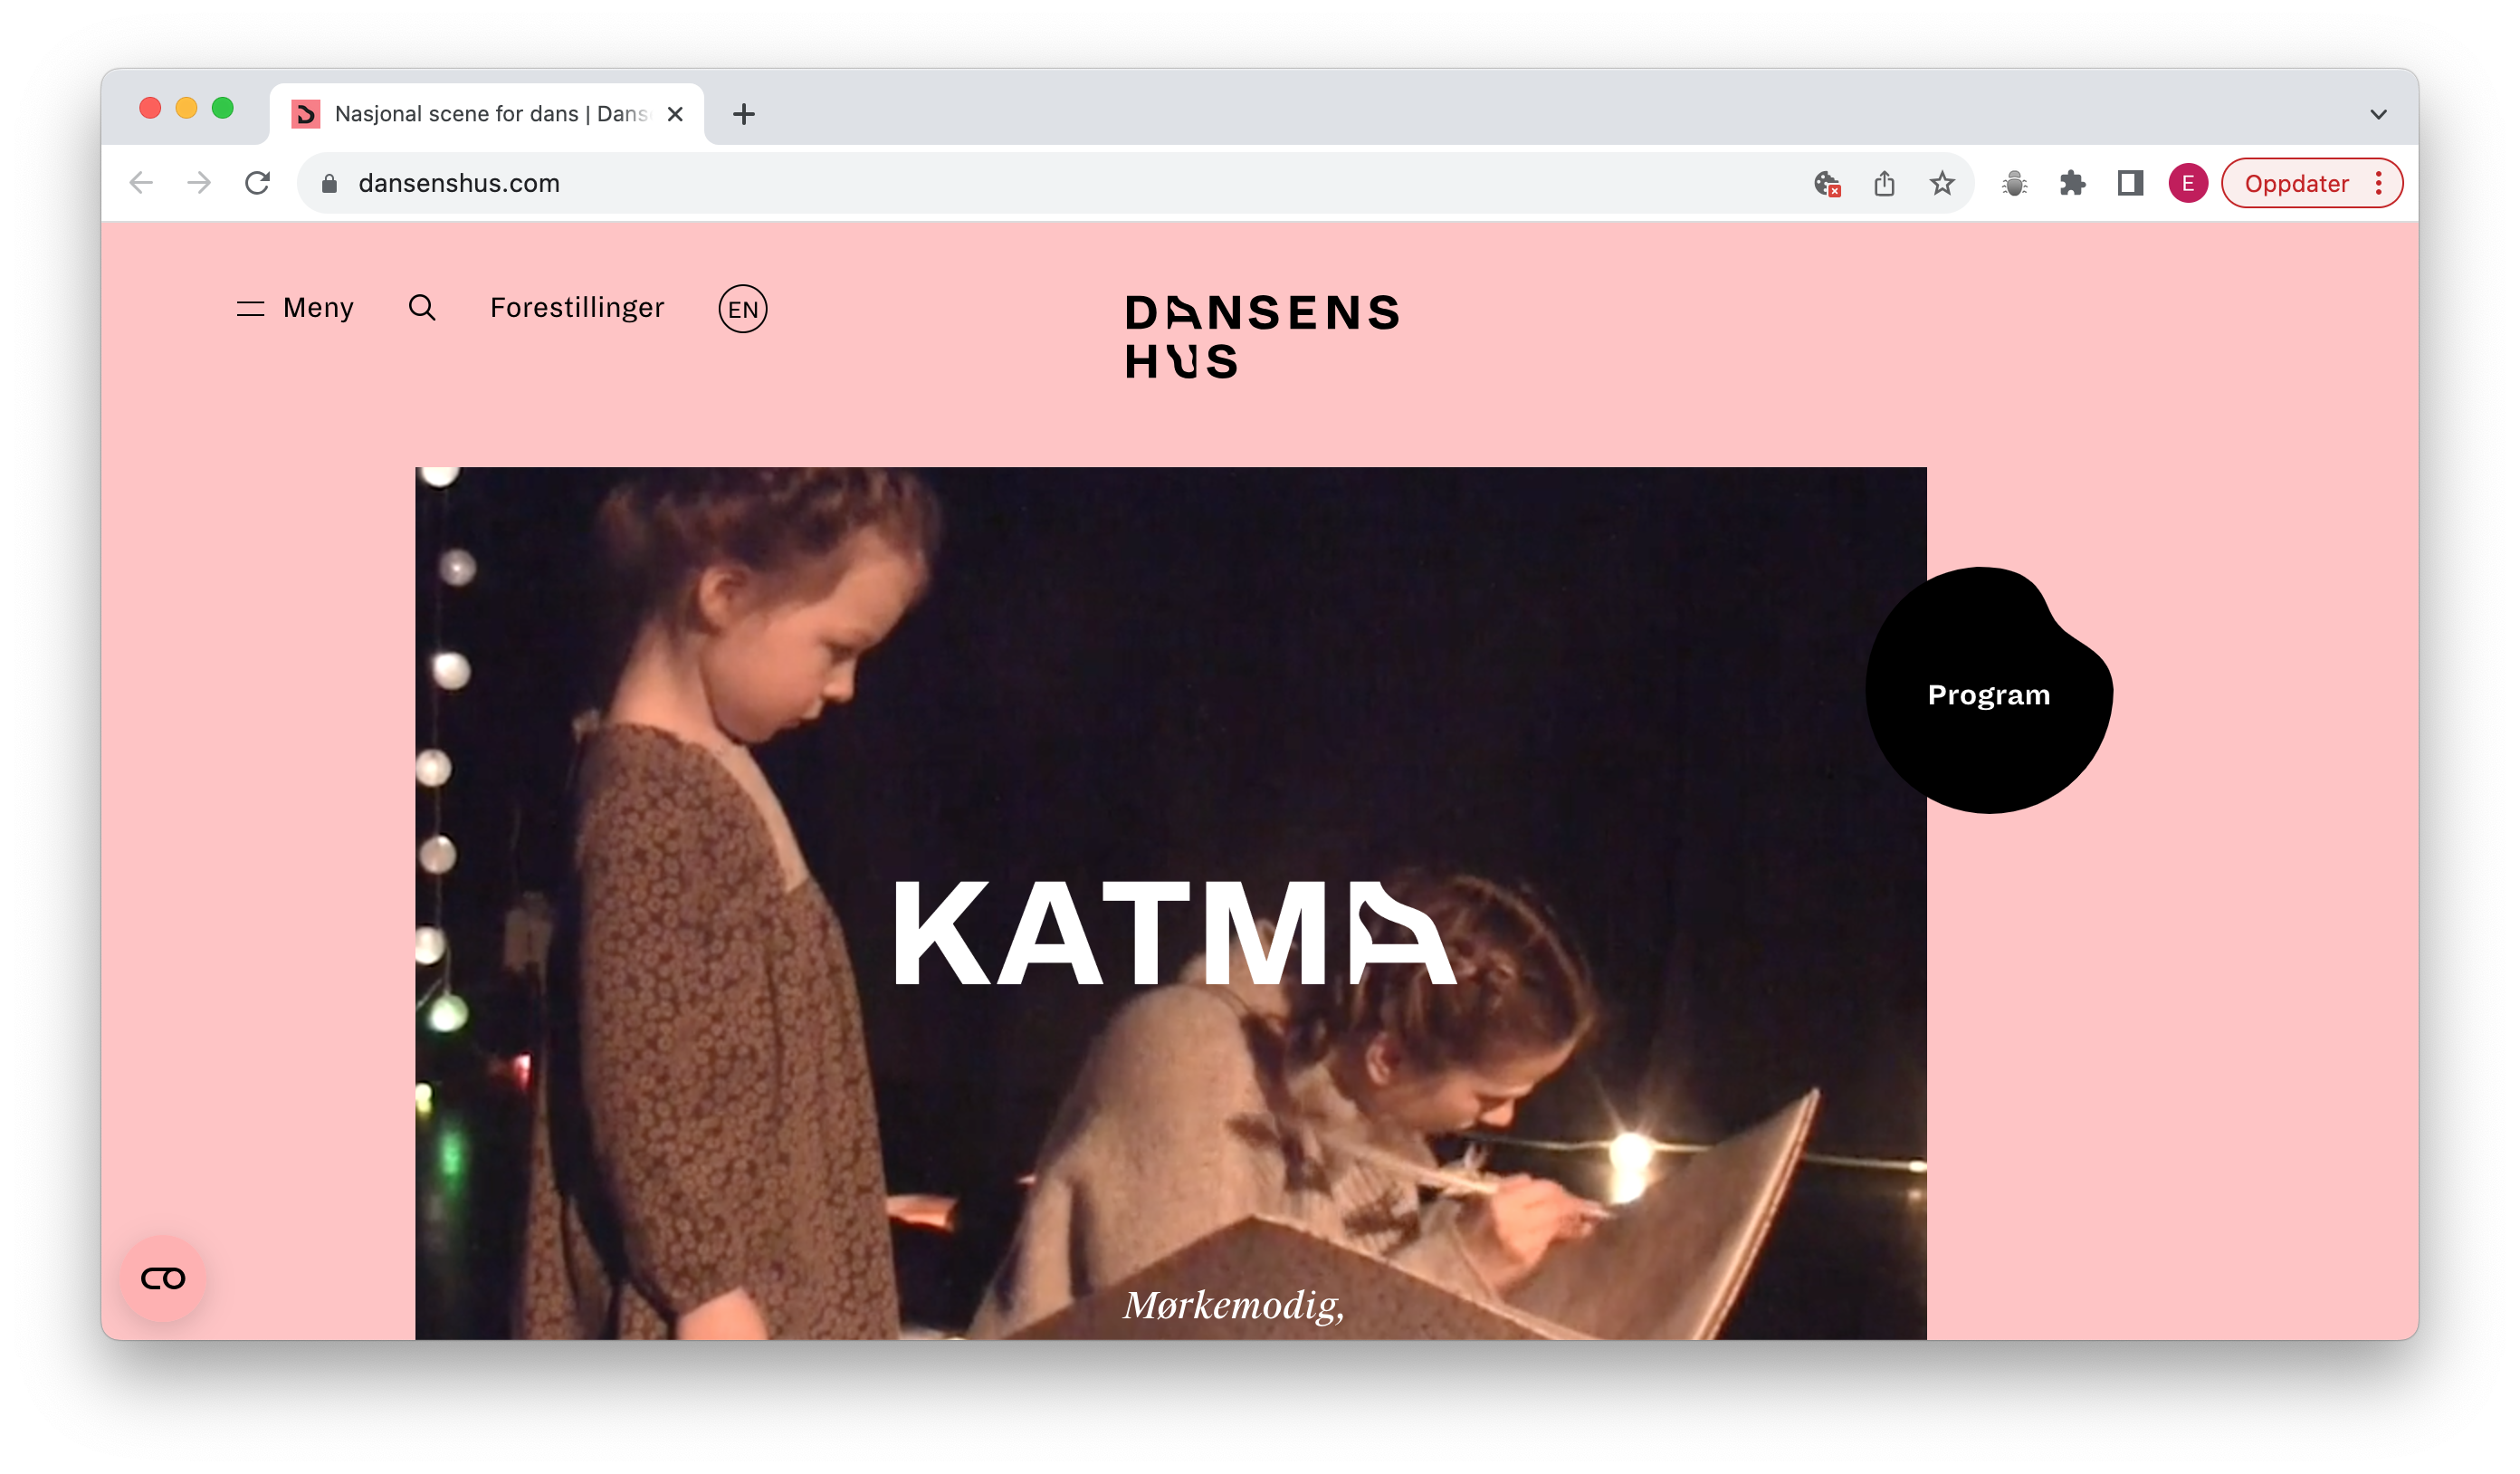 Nasjonal scene for dans | Dans
dansenshus.com
E
Oppdater
Meny
Forestillinger
EN
DANSENS
HUS
Program
KATMA
Mørkemodig,